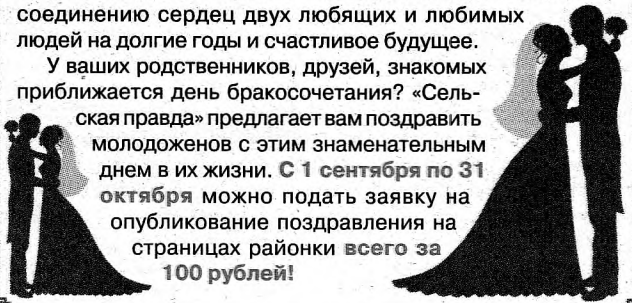 соединению сердец двух любящих и любимых
людей на долгие годы и счастливое будущее.
У ваших родственников, друзей, знакомых
приближается день бракосочетания? «Сель-
ская правда» предлагает вам поздравить
молодоженов с этим знаменательным
днем в их жизни. С 1 сентября по 31
октября можно подать заявку на
опубликование поздравления на
страницах районки всего за
100 рублей!